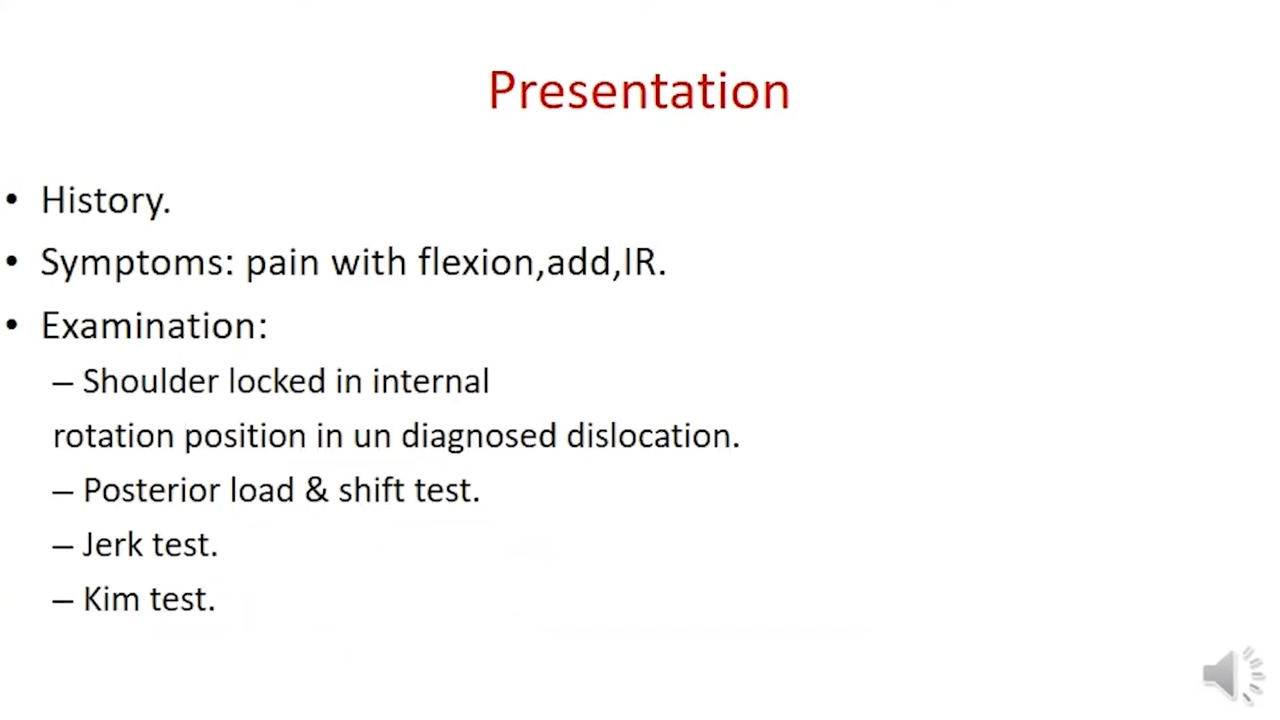 Presentation
• History.
• Symptoms: pain with flexion,add,IR.
• Examination:
– Shoulder locked in internal
rotation position in un diagnosed dislocation.
– Posterior load & shift test.
– Jerk test.
– Kim test.